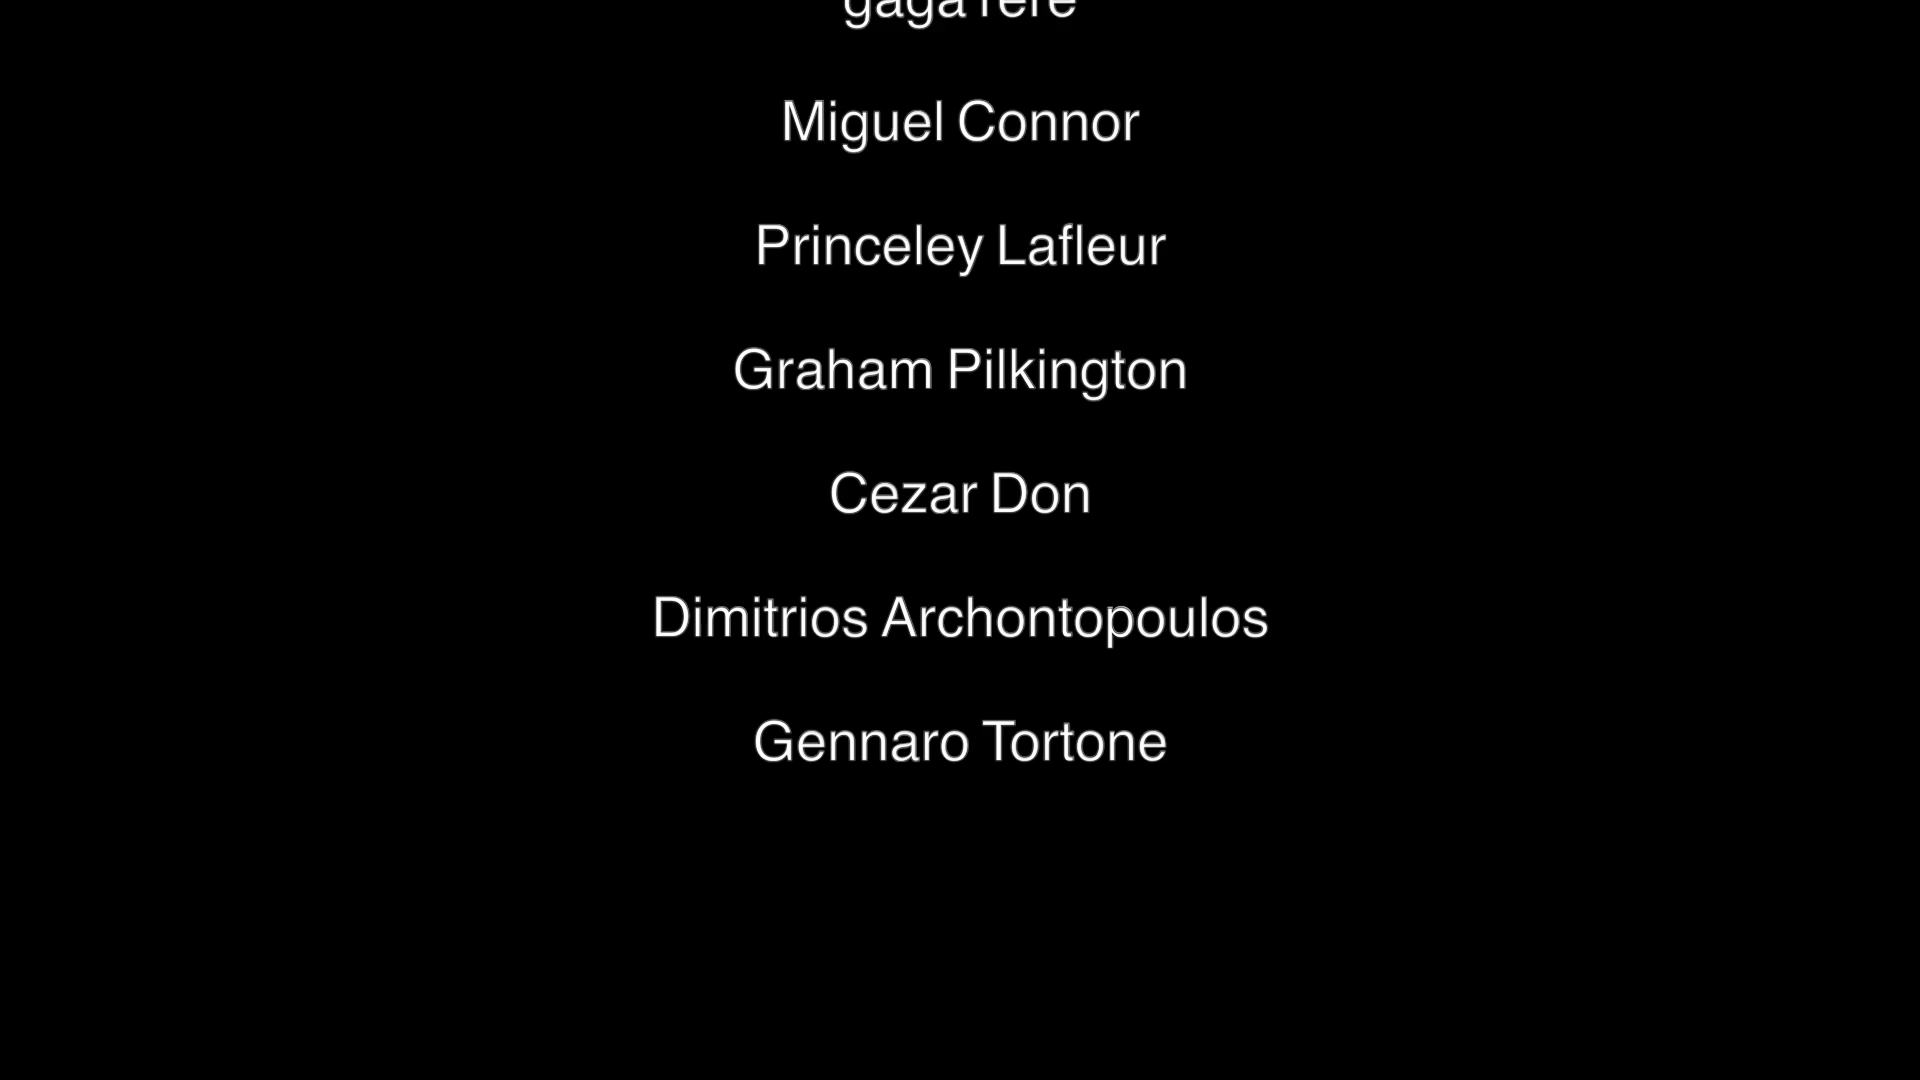 Miguel Connor
Princeley Lafleur
Graham Pilkington
Cezar Don
Dimitrios Archontopoulos
Gennaro Tortone